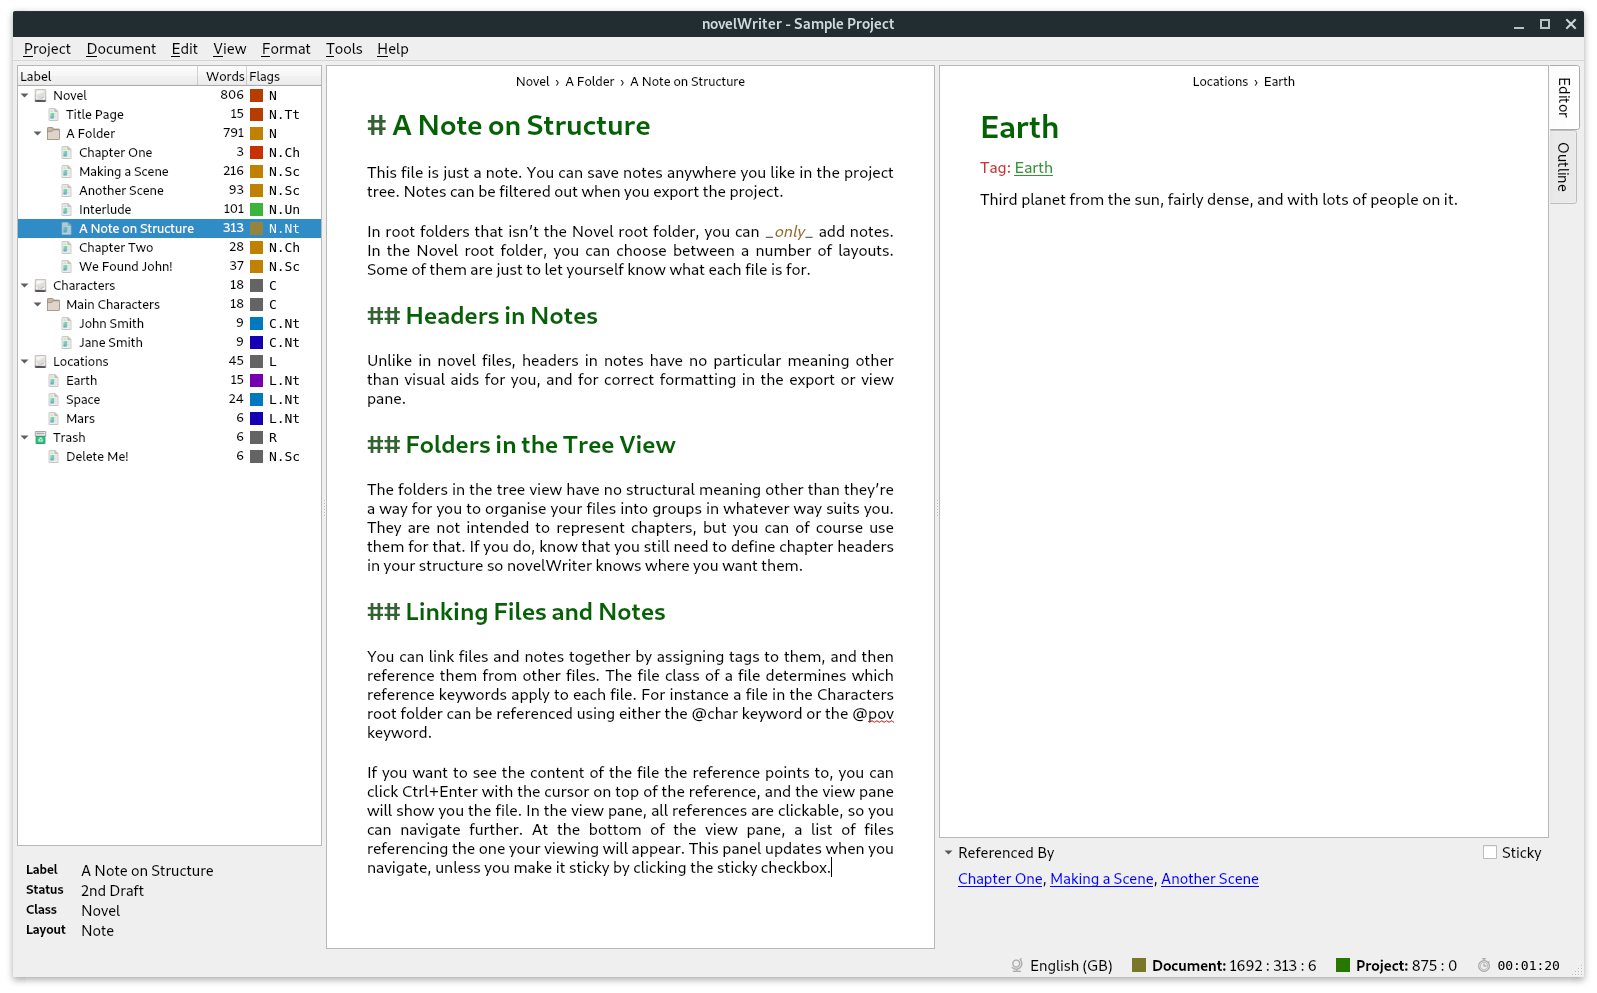 novelWriter - Sample Project
Project Document Edit View Format Tools Help
Label Words Flags
Novel 806 N
Title Page 15 N.Tt
A Folder 791 N
Chapter One 3 N.Ch
Making a Scene 216 N.Sc
Another Scene 93 N.Sc
Interlude 101 N.Un
A Note on Structure 313 N.Nt
Chapter Two 28 N.Ch
We Found John! 37 N.Sc
Characters 18 C
Main Characters 18 C
John Smith 9 C.Nt
Jane Smith 9 C.Nt
Locations 45 L
Earth 15 L.Nt
Space 24 L.Nt
Mars 6 L.Nt
Trash 6 R
Delete Me! 6 N.Sc
Label A Note on Structure
Status 2nd Draft
Class Novel
Layout Note
Novel › A Folder › A Note on Structure
# A Note on Structure
This file is just a note. You can save notes anywhere you like in the project
tree. Notes can be filtered out when you export the project.
In root folders that isn't the Novel root folder, you can _only_ add notes.
In the Novel root folder, you can choose between a number of layouts.
Some of them are just to let yourself know what each file is for.
## Headers in Notes
Unlike in novel files, headers in notes have no particular meaning other
than visual aids for you, and for correct formatting in the export or view
pane.
## Folders in the Tree View
The folders in the tree view have no structural meaning other than they're
a way for you to organise your files into groups in whatever way suits you.
They are not intended to represent chapters, but you can of course use
them for that. If you do, know that you still need to define chapter headers
in your structure so novelWriter knows where you want them.
## Linking Files and Notes
You can link files and notes together by assigning tags to them, and then
reference them from other files. The file class of a file determines which
reference keywords apply to each file. For instance a file in the Characters
root folder can be referenced using either the @char keyword or the @pov
keyword.
If you want to see the content of the file the reference points to, you can
click Ctrl+Enter with the cursor on top of the reference, and the view pane
will show you the file. In the view pane, all references are clickable, so you
can navigate further. At the bottom of the view pane, a list of files
referencing the one your viewing will appear. This panel updates when you
navigate, unless you make it sticky by clicking the sticky checkbox.
Locations › Earth
Earth
Tag: Earth
Third planet from the sun, fairly dense, and with lots of people on it.
Referenced By Sticky
Chapter One, Making a Scene, Another Scene
Editor
Outline
English (GB) Document: 1692 : 313 : 6 Project: 875 : 0 00:01:20